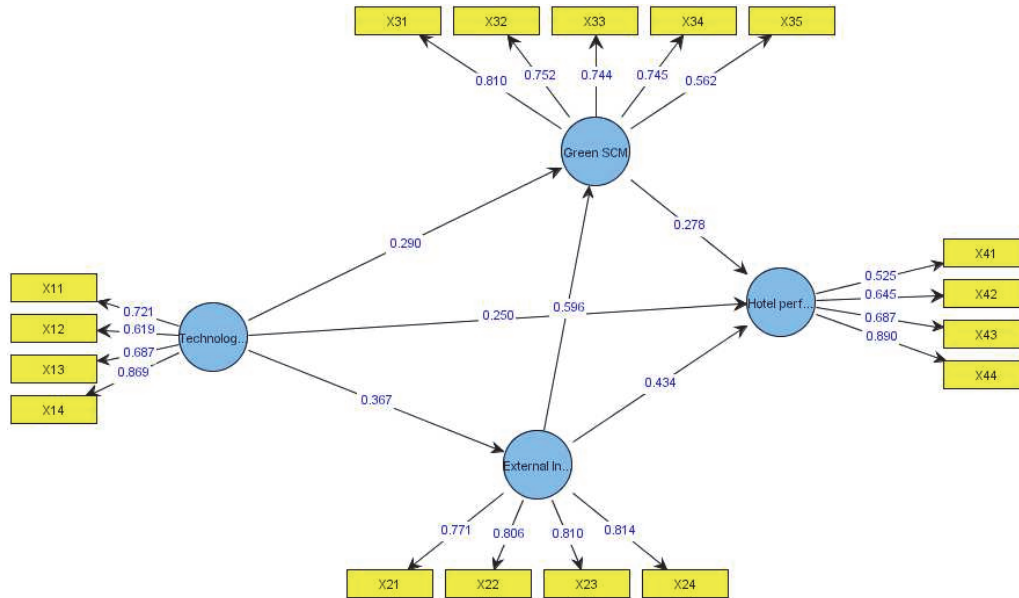 X31 X32 X33 X34 X35
0.810 0.752 0.744 0.745 0.562
Green SCM
0.290 0.278
X11
X12
X13
X14
0.721
0.619
0.687
0.869
Technolog...
0.250 0.596
Hotel perf...
0.525
0.645
0.687
0.890
X41
X42
X43
X44
0.367 0.434
External In...
0.771 0.806 0.810 0.814
X21 X22 X23 X24